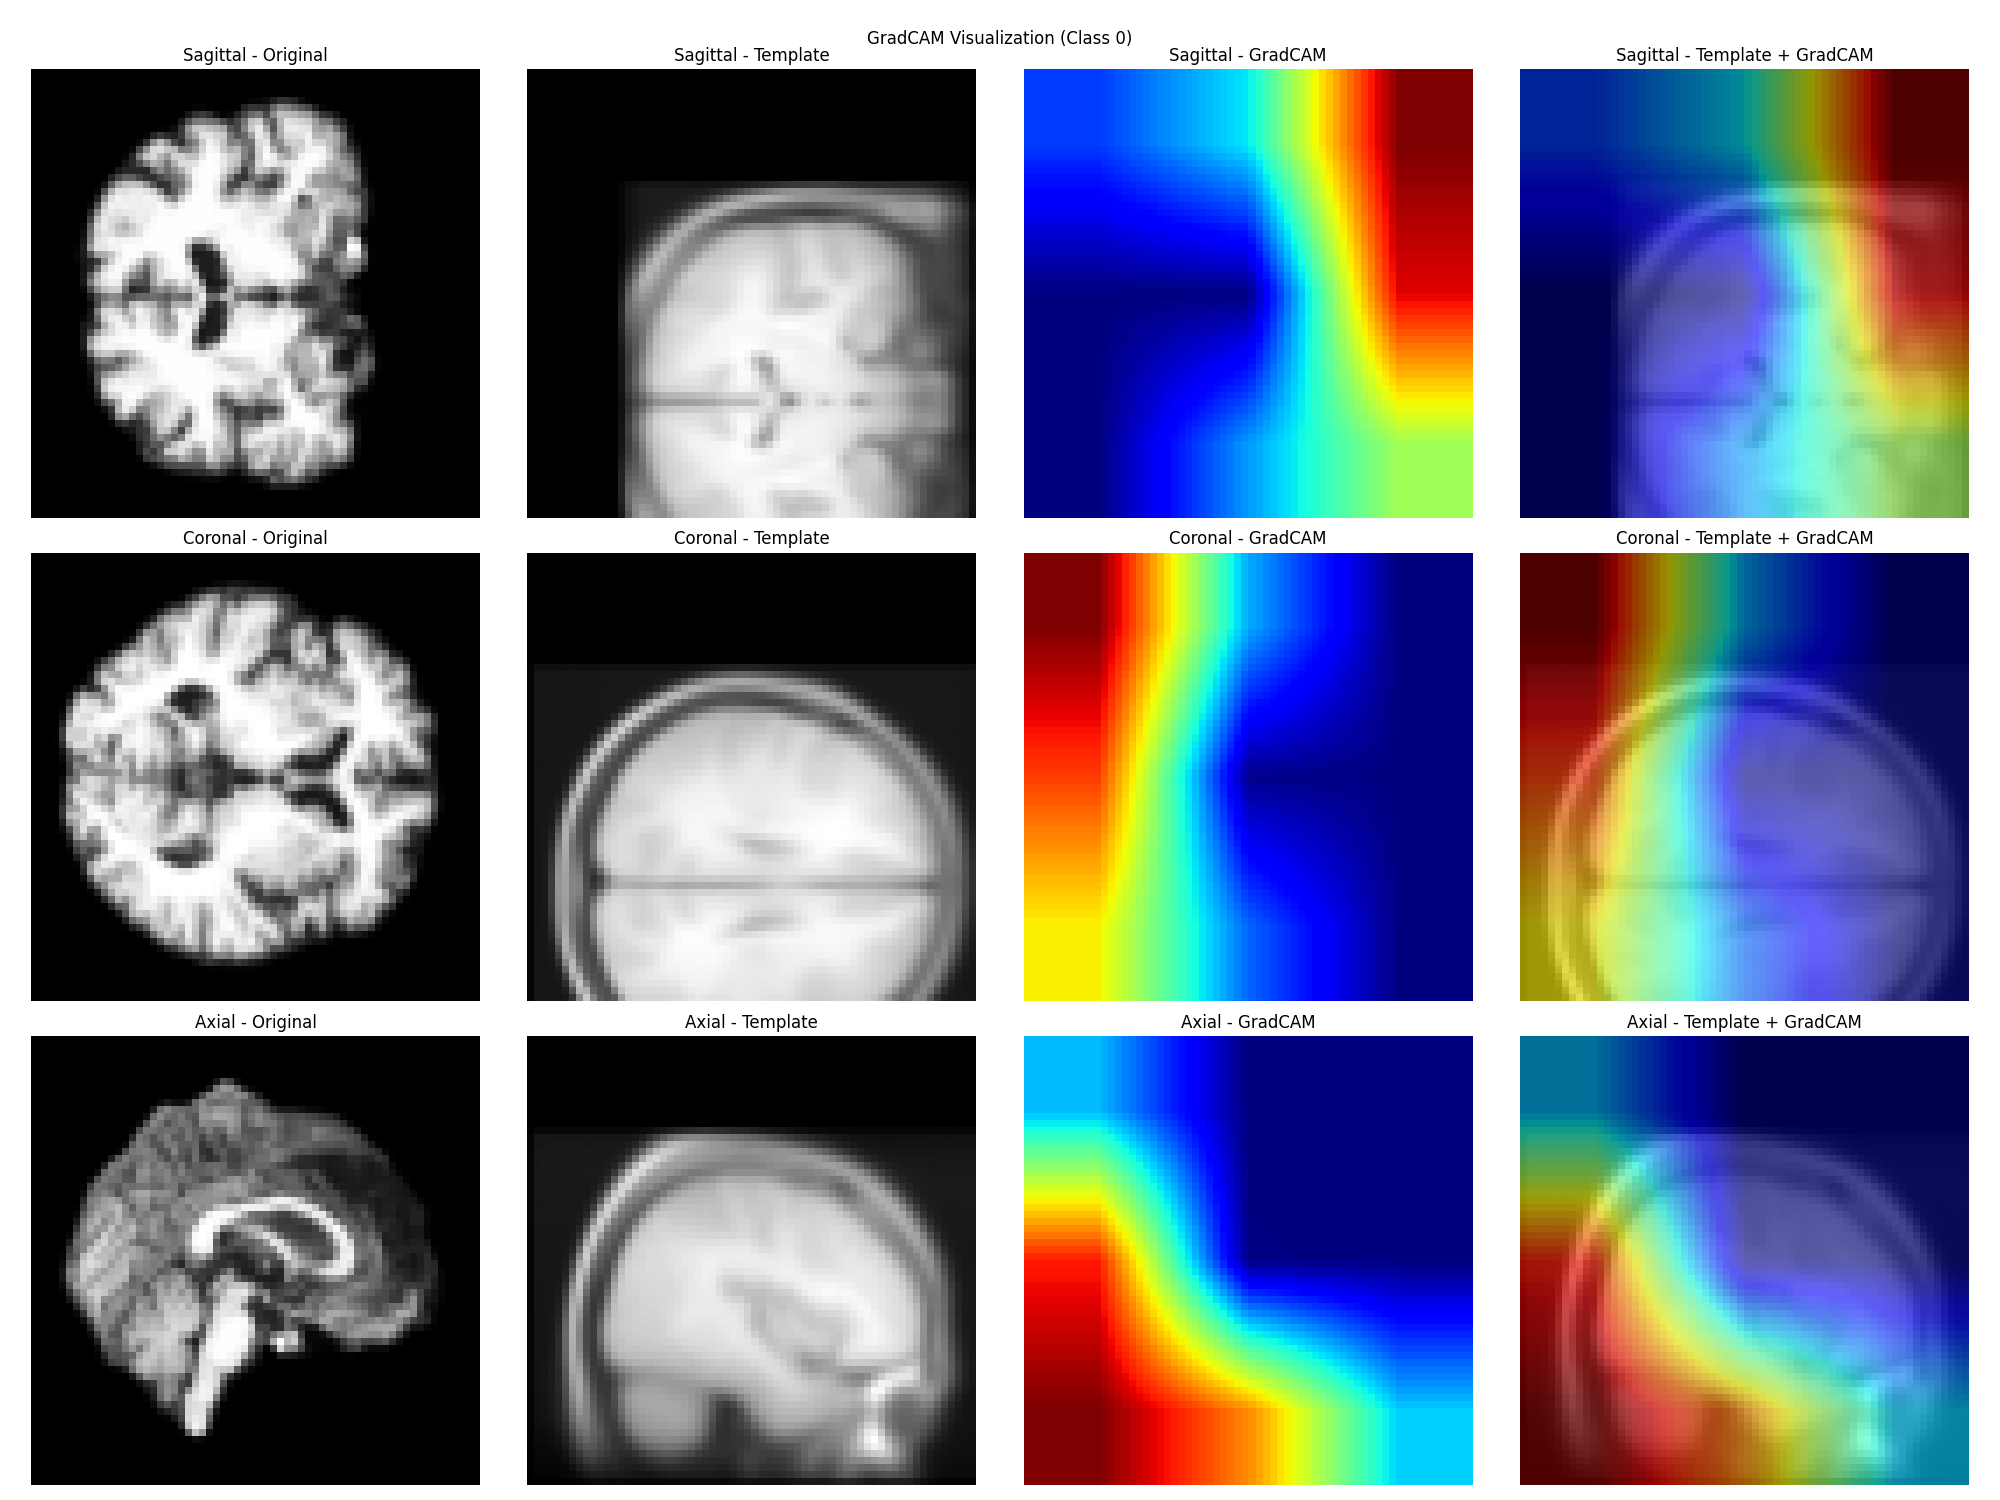 GradCAM Visualization (Class 0)
Sagittal - Original
Sagittal - Template
Sagittal - GradCAM
Sagittal - Template + GradCAM
Coronal - Original
Coronal - Template
Coronal - GradCAM
Coronal - Template + GradCAM
Axial - Original
Axial - Template
Axial - GradCAM
Axial - Template + GradCAM